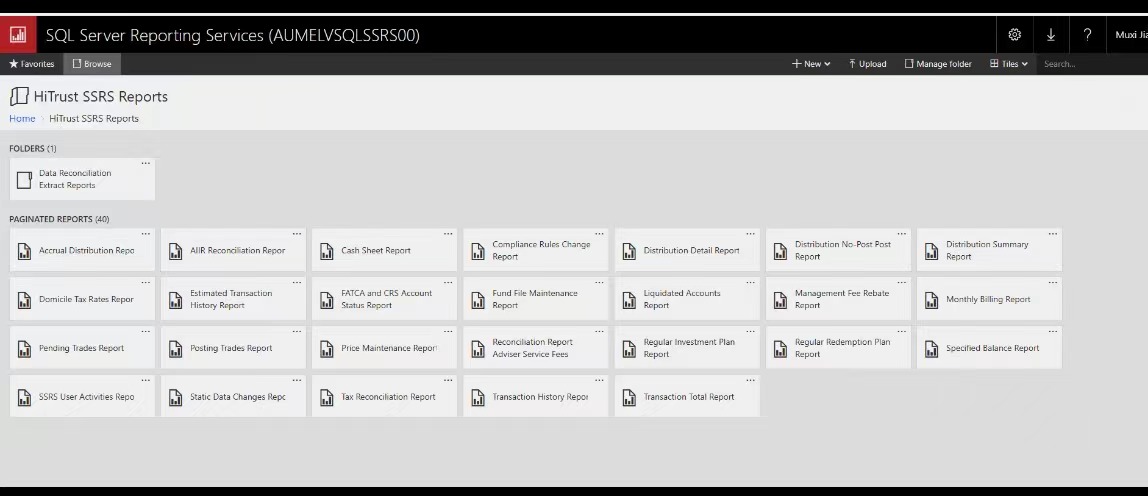 SQL Server Reporting Services (AUMELVSQLSSRS00)
Muxi Jia
Favorites Browse New Upload Manage folder Tiles Search...
HiTrust SSRS Reports
Home HiTrust SSRS Reports
FOLDERS (1)
Data Reconciliation
Extract Reports
PAGINATED REPORTS (40)
Accrual Distribution Repo
AIIR Reconciliation Repor
Cash Sheet Report
Compliance Rules Change
Report
Distribution Detail Report
Distribution No-Post Post
Report
Distribution Summary
Report
Domicile Tax Rates Repor
Estimated Transaction
History Report
FATCA and CRS Account
Status Report
Fund File Maintenance
Report
Liquidated Accounts
Report
Management Fee Rebate
Report
Monthly Billing Report
Pending Trades Report
Posting Trades Report
Price Maintenance Report
Reconciliation Report
Adviser Service Fees
Regular Investment Plan
Report
Regular Redemption Plan
Report
Specified Balance Report
SSRS User Activities Repo
Static Data Changes Repo
Tax Reconciliation Report
Transaction History Repor
Transaction Total Report